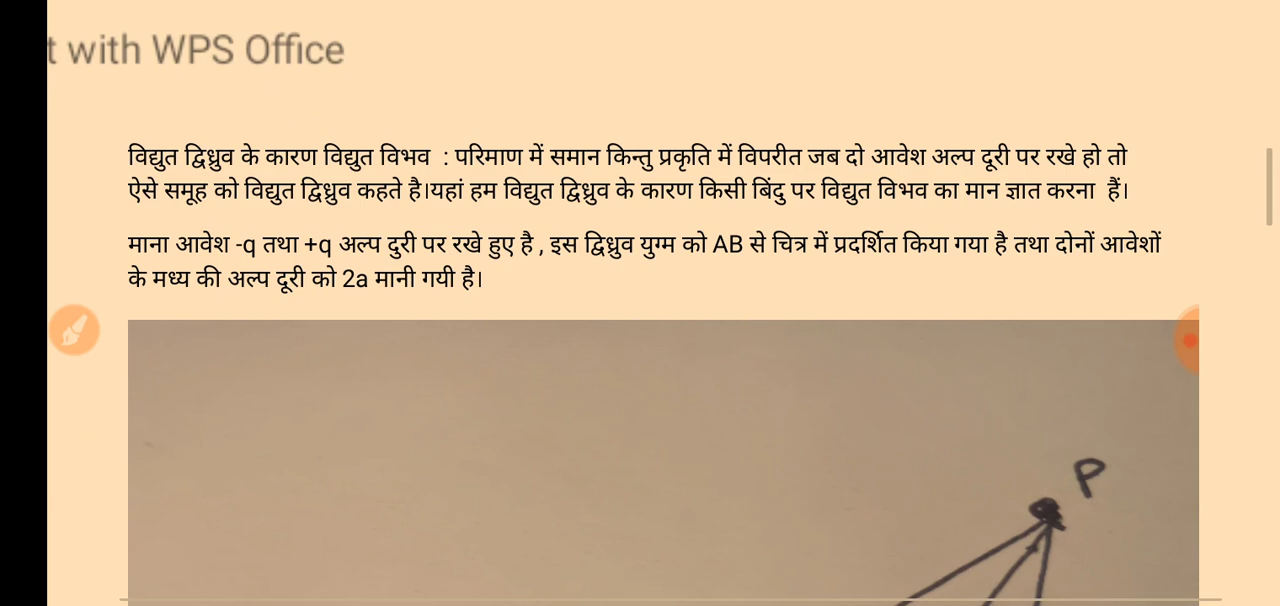 t with WPS Office
विद्युत द्विध्रुव के कारण विद्युत विभव : परिमाण में समान किन्तु प्रकृति में विपरीत जब दो आवेश अल्प दूरी पर रखे हो तो
ऐसे समूह को विद्युत द्विध्रुव कहते है।यहां हम विद्युत द्विध्रुव के कारण किसी बिंदु पर विद्युत विभव का मान ज्ञात करना हैं।
माना आवेश -q तथा +q अल्प दुरी पर रखे हुए है , इस द्विध्रुव युग्म को AB से चित्र में प्रदर्शित किया गया है तथा दोनों आवेशों
के मध्य की अल्प दूरी को 2a मानी गयी है।
P